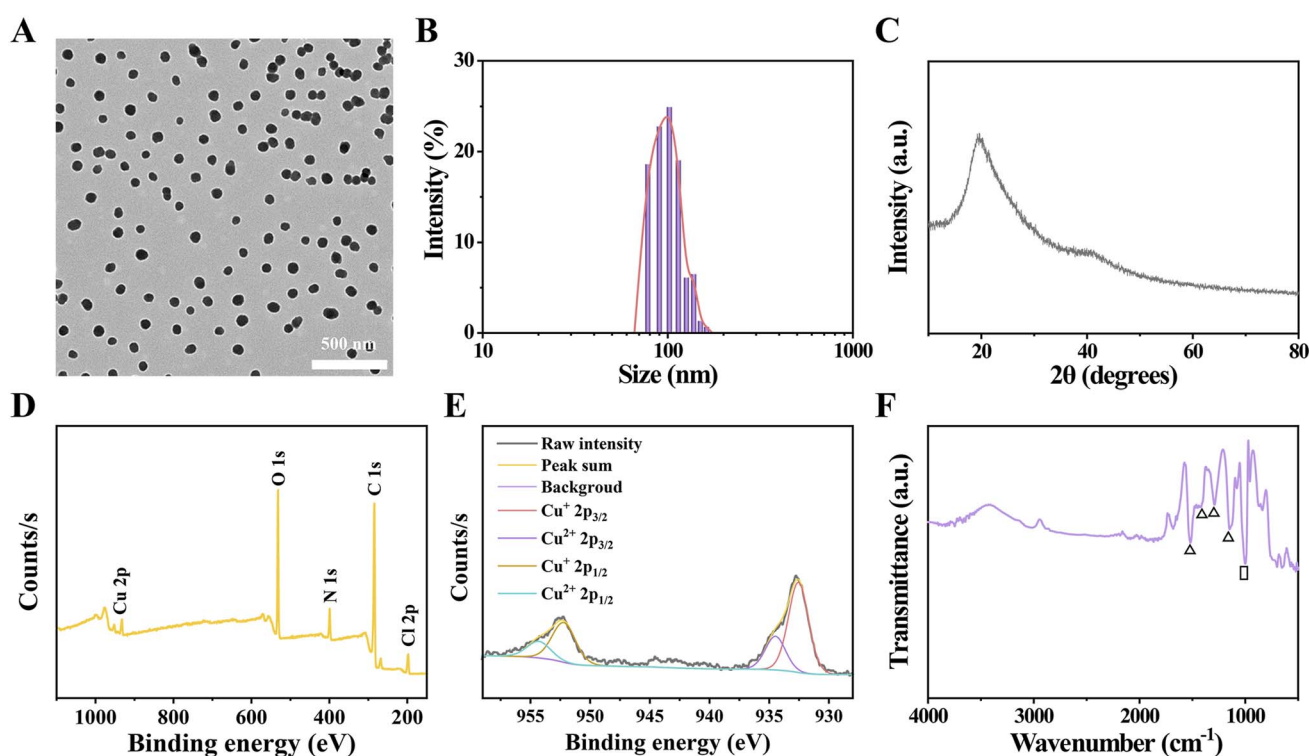 A
500 nm
B
Intensity (%)
30
20
10
0
10
100
1000
Size (nm)
C
Intensity (a.u.)
20
40
60
80
2θ (degrees)
D
Counts/s
Cu 2p
O 1s
N 1s
C 1s
Cl 2p
1000
800
600
400
200
Binding energy (eV)
E
Counts/s
Raw intensity
Peak sum
Backgroud
Cu⁺ 2p₃/₂
Cu²⁺ 2p₃/₂
Cu⁺ 2p₁/₂
Cu²⁺ 2p₁/₂
955
950
945
940
935
930
Binding energy (eV)
F
Transmittance (a.u.)
4000
3000
2000
1000
Wavenumber (cm⁻¹)